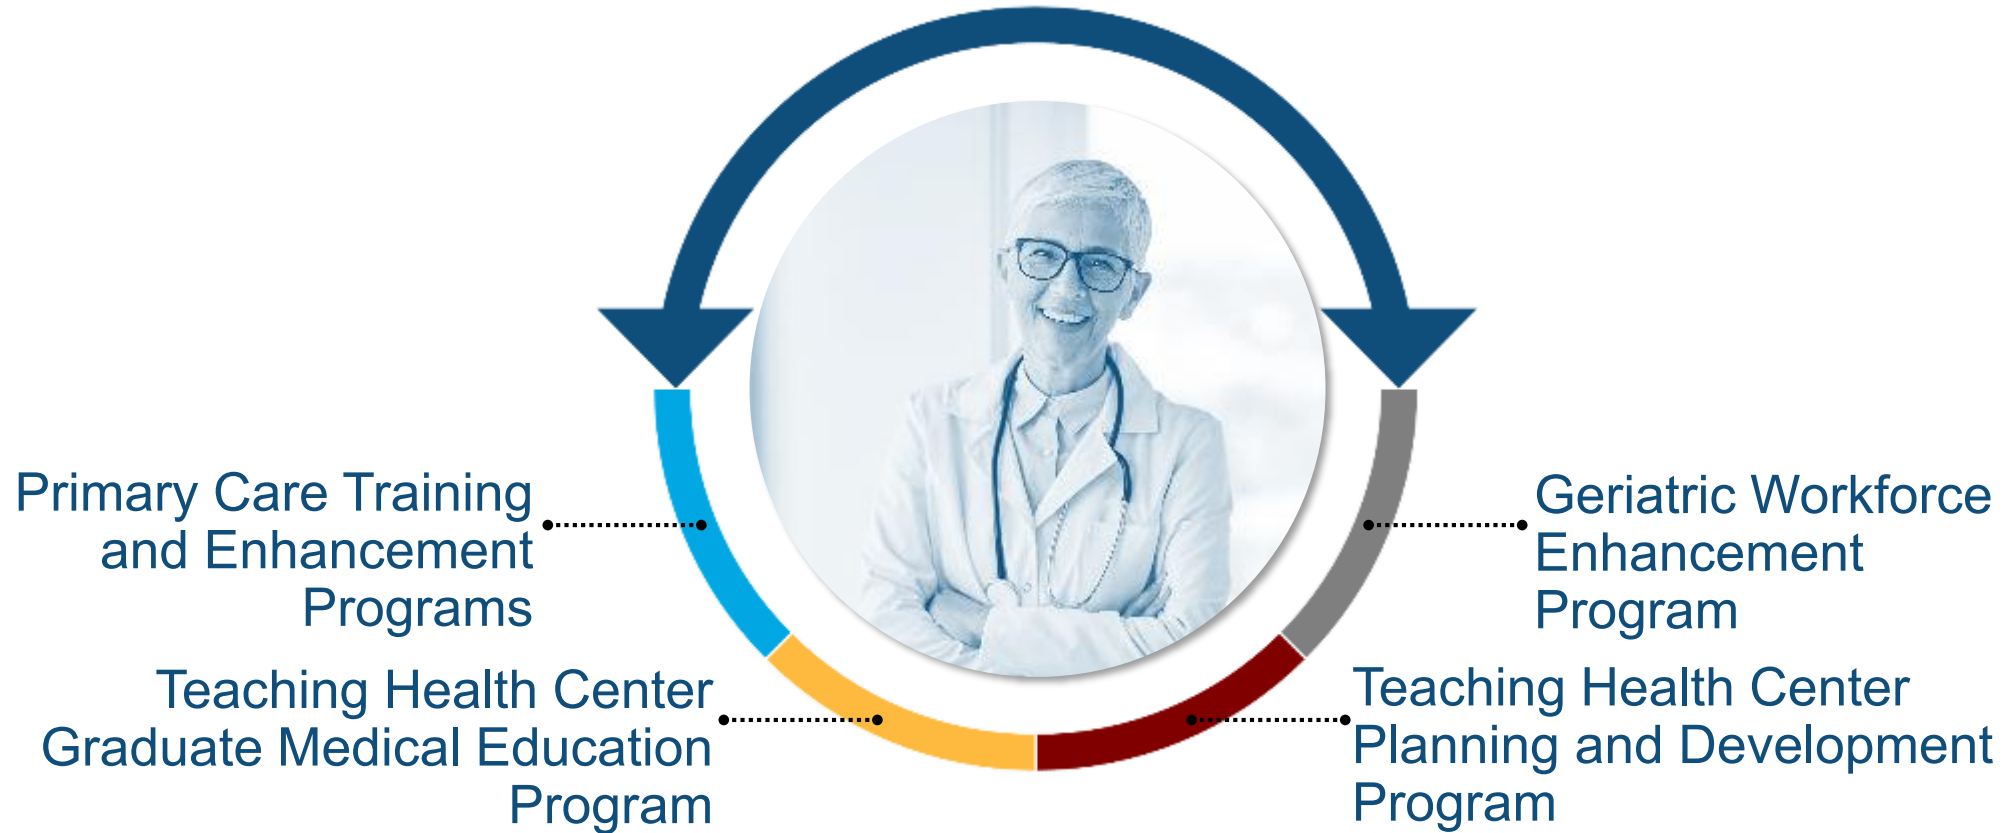 Primary Care Training
and Enhancement
Programs
Teaching Health Center
Graduate Medical Education
Program
Geriatric Workforce
Enhancement
Program
Teaching Health Center
Planning and Development
Program